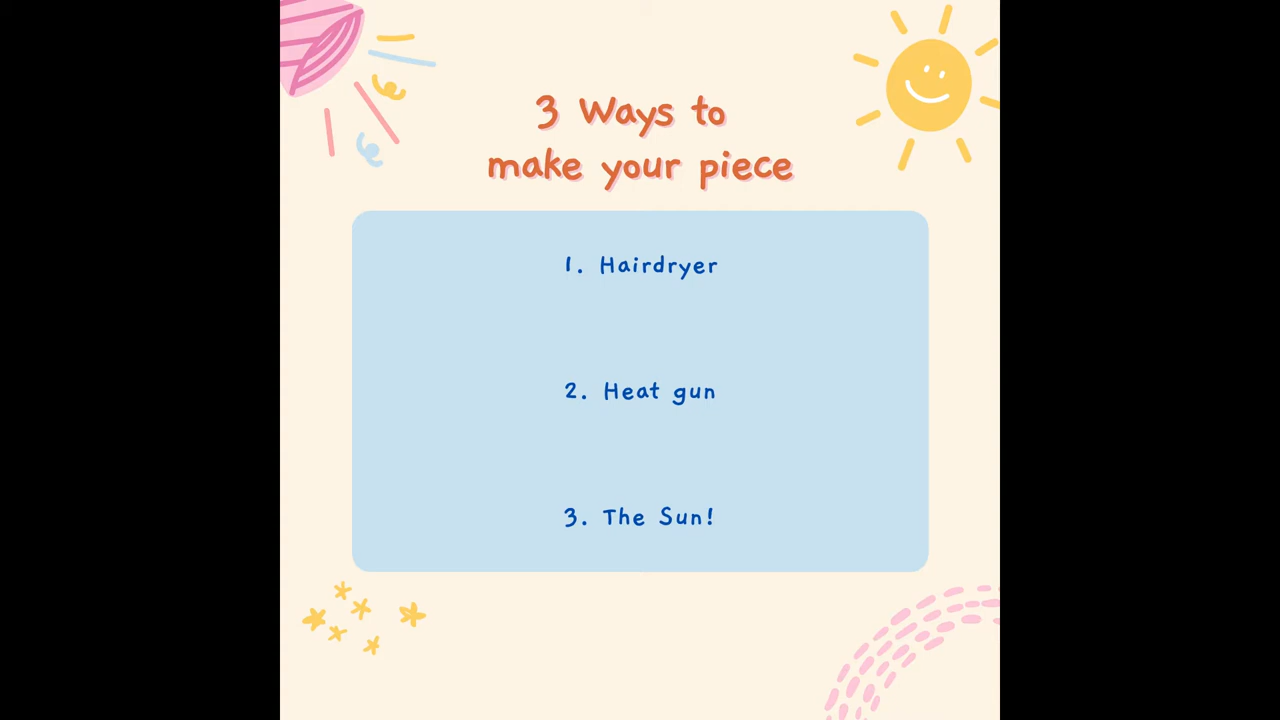 3 Ways to
make your piece
1. Hairdryer
2. Heat gun
3. The Sun!